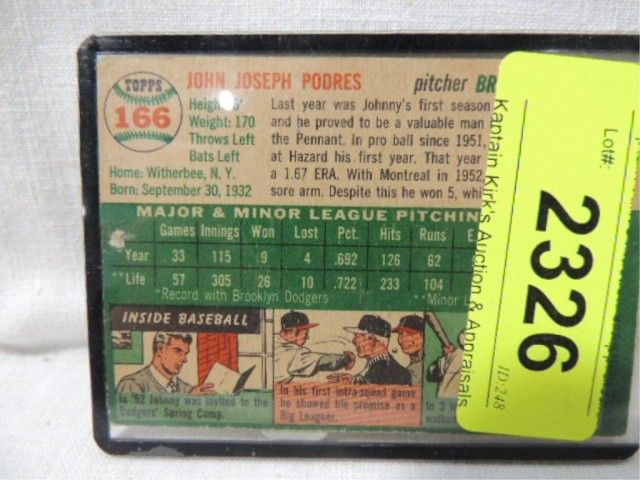 TOPPS
166
JOHN JOSEPH PODRES pitcher BR
Height:
Weight: 170
Throws Left
Bats Left
Home: Witherbee, N. Y.
Born: September 30, 1932
Last year was Johnny's first season
and he proved to be a valuable man
the Pennant. In pro ball since 1951,
at Hazard his first year. That year
a 1.67 ERA. With Montreal in 1952,
sore arm. Despite this he won 5, whi
MAJOR & MINOR LEAGUE PITCHIN
Games Innings Won Lost Pct. Hits Runs E.
*Year 33 115 9 4 .692 126 62
**Life 57 305 26 10 .722 233 104
*Record with Brooklyn Dodgers **Minor
INSIDE BASEBALL
In '52 Johnny was invited to the
Dodgers' Spring Camp.
In his first intra-squad game
he showed his promise as a
Big Leaguer.
In 3
walke
Kaptain Kirk's Auction & Appraisals
Lot#:
2326
ID-248